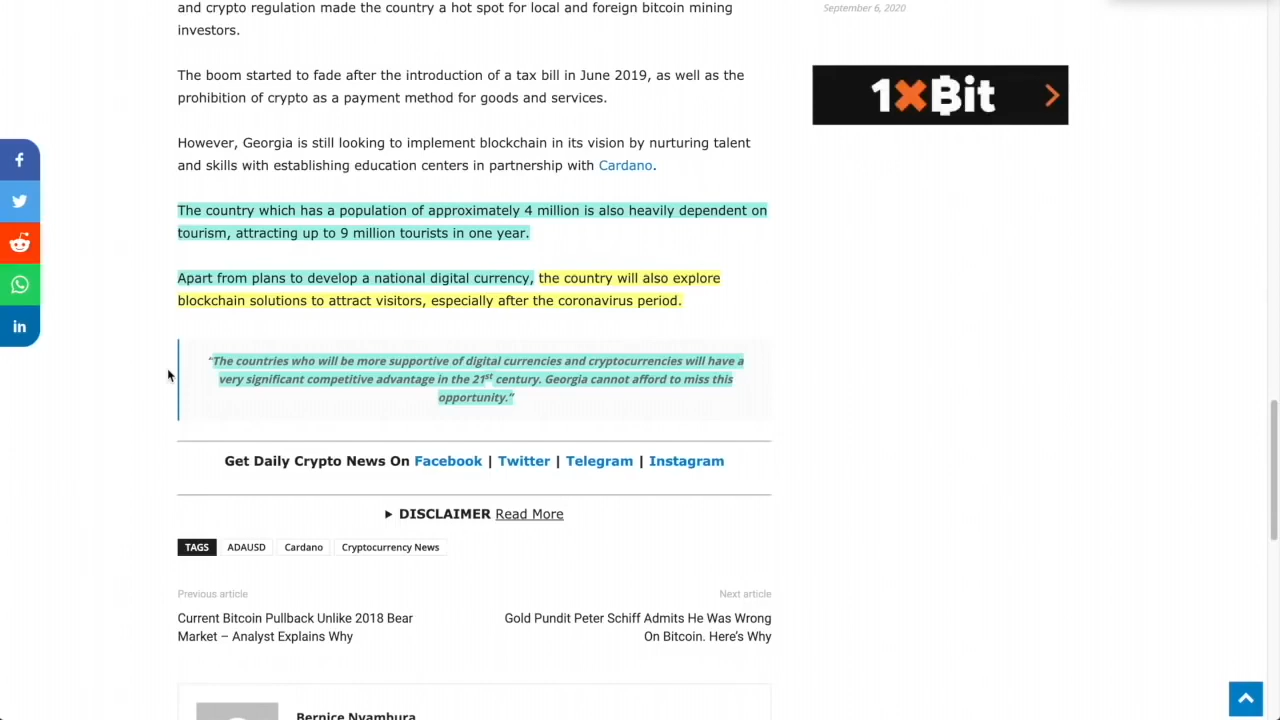 and crypto regulation made the country a hot spot for local and foreign bitcoin mining
investors.
The boom started to fade after the introduction of a tax bill in June 2019, as well as the
prohibition of crypto as a payment method for goods and services.
However, Georgia is still looking to implement blockchain in its vision by nurturing talent
and skills with establishing education centers in partnership with Cardano.
The country which has a population of approximately 4 million is also heavily dependent on
tourism, attracting up to 9 million tourists in one year.
Apart from plans to develop a national digital currency, the country will also explore
blockchain solutions to attract visitors, especially after the coronavirus period.
“The countries who will be more supportive of digital currencies and cryptocurrencies will have a
very significant competitive advantage in the 21st century. Georgia cannot afford to miss this
opportunity.”
Get Daily Crypto News On Facebook | Twitter | Telegram | Instagram
► DISCLAIMER Read More
TAGS ADAUSD Cardano Cryptocurrency News
Previous article
Current Bitcoin Pullback Unlike 2018 Bear
Market – Analyst Explains Why
Next article
Gold Pundit Peter Schiff Admits He Was Wrong
On Bitcoin. Here’s Why
Bernice Nyambura
September 6, 2020
1xBit